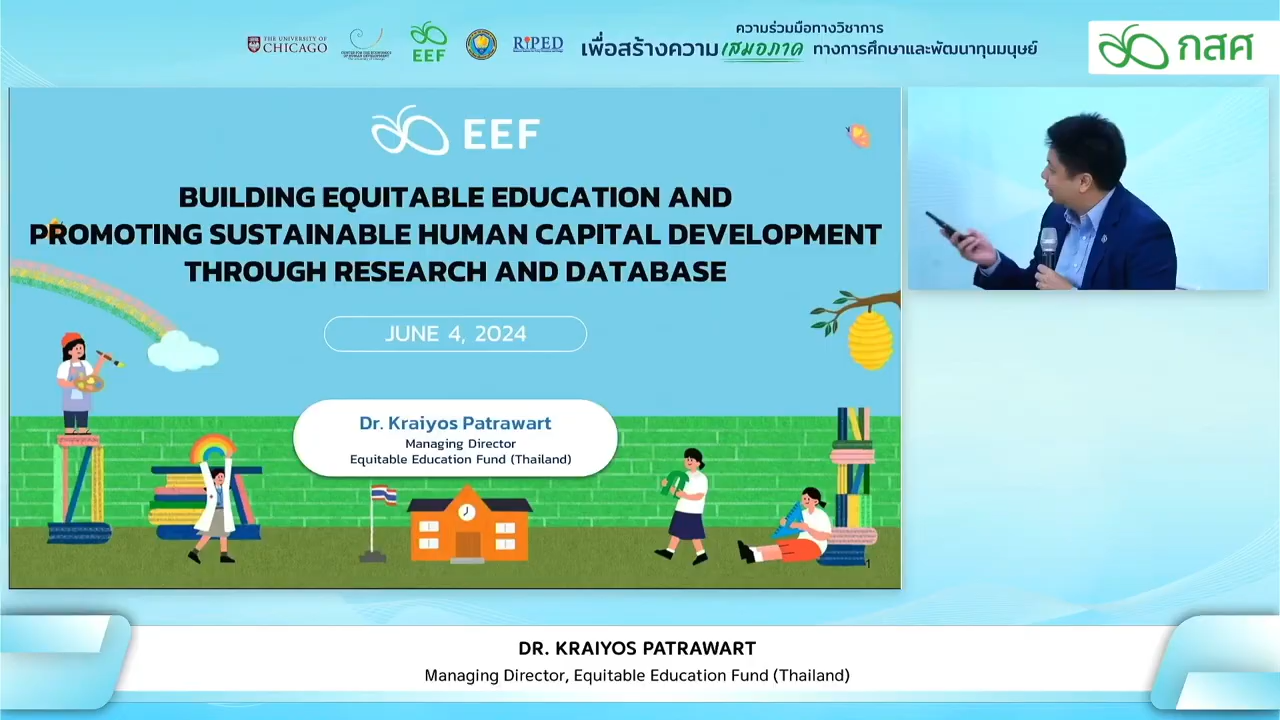 THE UNIVERSITY OF
CHICAGO
EEF
RIPED
ความร่วมมือทางวิชาการ
เพื่อสร้างความเสมอภาค ทางการศึกษาและพัฒนาทุนมนุษย์
กสศ
EEF
BUILDING EQUITABLE EDUCATION AND
PROMOTING SUSTAINABLE HUMAN CAPITAL DEVELOPMENT
THROUGH RESEARCH AND DATABASE
JUNE 4, 2024
Dr. Kraiyos Patrawart
Managing Director
Equitable Education Fund (Thailand)
1
DR. KRAIYOS PATRAWART
Managing Director, Equitable Education Fund (Thailand)